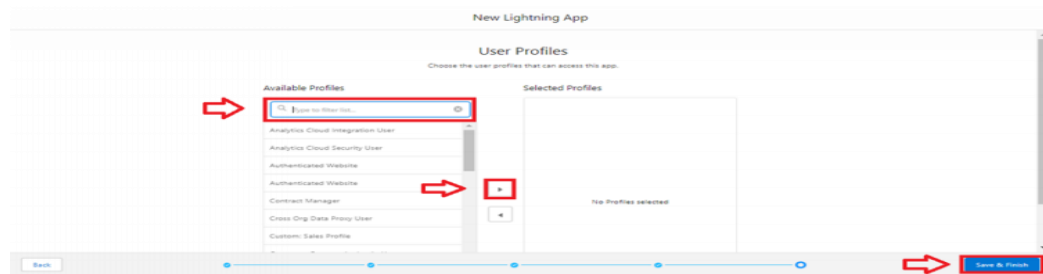 New Lightning App
User Profiles
Choose the user profiles that can access this app.
Available Profiles
Selected Profiles
Type to filter list...
Analytics Cloud Integration User
Analytics Cloud Security User
Authenticated Website
Authenticated Website
Contract Manager
Cross Org Data Proxy User
Custom: Sales Profile
No Profiles selected
Back
Save & Finish